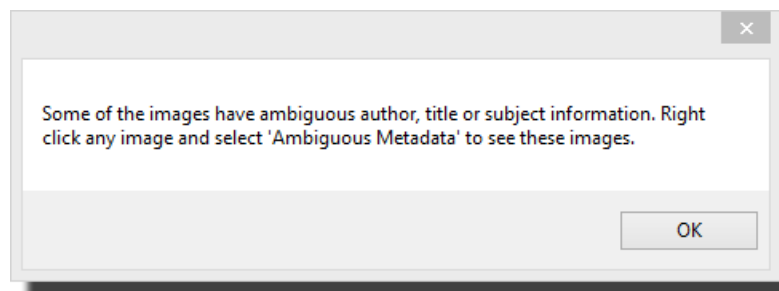 Some of the images have ambiguous author, title or subject information. Right
click any image and select 'Ambiguous Metadata' to see these images.
OK